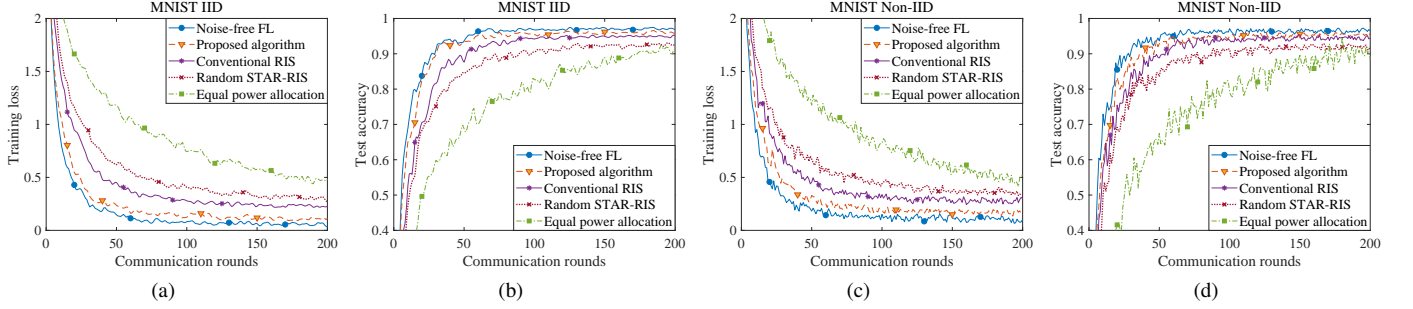 MNIST IID
2
1.5
1
0.5
0
0
50
100
150
200
Training loss
Communication rounds
Noise-free FL
Proposed algorithm
Conventional RIS
Random STAR-RIS
Equal power allocation
(a)
MNIST IID
1
0.9
0.8
0.7
0.6
0.5
0.4
0
50
100
150
200
Test accuracy
Communication rounds
Noise-free FL
Proposed algorithm
Conventional RIS
Random STAR-RIS
Equal power allocation
(b)
MNIST Non-IID
2
1.5
1
0.5
0
0
50
100
150
200
Training loss
Communication rounds
Noise-free FL
Proposed algorithm
Conventional RIS
Random STAR-RIS
Equal power allocation
(c)
MNIST Non-IID
1
0.9
0.8
0.7
0.6
0.5
0.4
0
50
100
150
200
Test accuracy
Communication rounds
Noise-free FL
Proposed algorithm
Conventional RIS
Random STAR-RIS
Equal power allocation
(d)